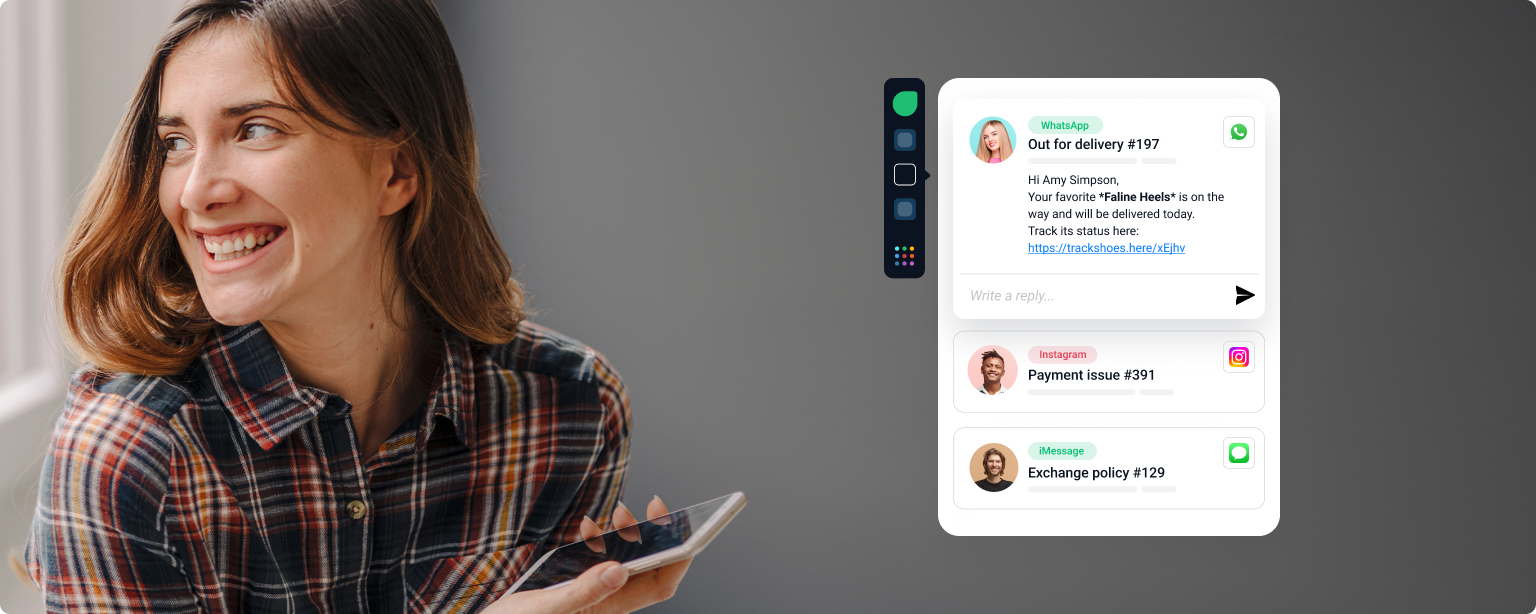 WhatsApp
Out for delivery #197
Hi Amy Simpson,
Your favorite *Faline Heels* is on the
way and will be delivered today.
Track its status here:
https://trackshoes.here/xEjhv
Write a reply...
Instagram
Payment issue #391
iMessage
Exchange policy #129